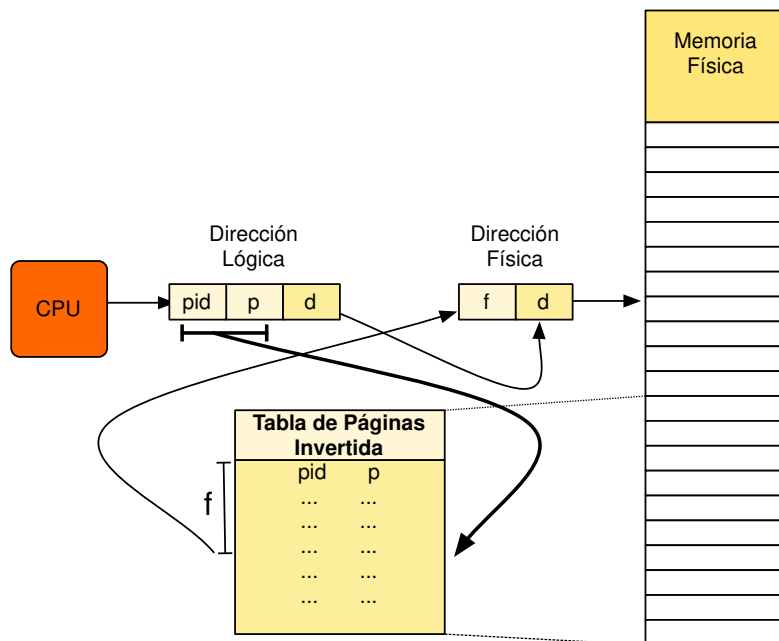 Memoria
Física
Dirección
Lógica
Dirección
Física
CPU
pid p d
f d
Tabla de Páginas
Invertida
pid p
... ...
... ...
f
... ...
... ...
... ...